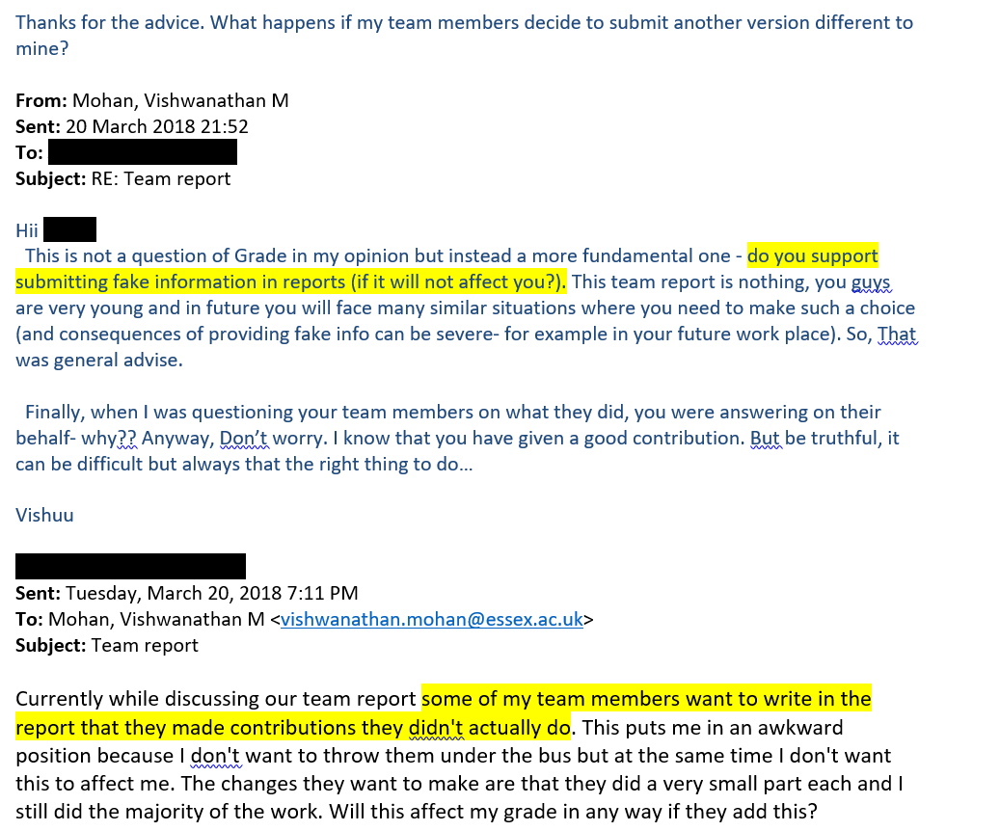 Thanks for the advice. What happens if my team members decide to submit another version different to
mine?
From: Mohan, Vishwanathan M
Sent: 20 March 2018 21:52
To:
Subject: RE: Team report
Hii
This is not a question of Grade in my opinion but instead a more fundamental one - do you support
submitting fake information in reports (if it will not affect you?). This team report is nothing, you guys
are very young and in future you will face many similar situations where you need to make such a choice
(and consequences of providing fake info can be severe- for example in your future work place). So, That
was general advise.
Finally, when I was questioning your team members on what they did, you were answering on their
behalf- why?? Anyway, Don’t worry. I know that you have given a good contribution. But be truthful, it
can be difficult but always that the right thing to do...
Vishuu
Sent: Tuesday, March 20, 2018 7:11 PM
To: Mohan, Vishwanathan M <vishwanathan.mohan@essex.ac.uk>
Subject: Team report
Currently while discussing our team report some of my team members want to write in the
report that they made contributions they didn't actually do. This puts me in an awkward
position because I don't want to throw them under the bus but at the same time I don't want
this to affect me. The changes they want to make are that they did a very small part each and I
still did the majority of the work. Will this affect my grade in any way if they add this?